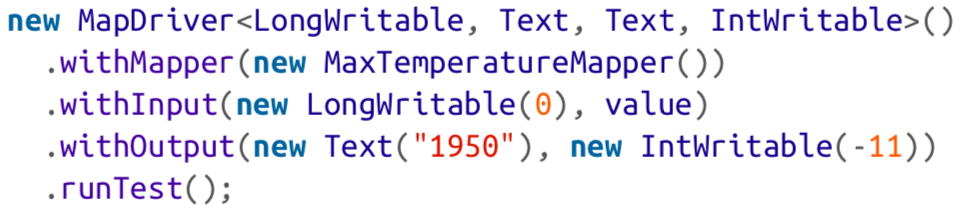 new MapDriver<LongWritable, Text, Text, IntWritable>()
.withMapper(new MaxTemperatureMapper())
.withInput(new LongWritable(0), value)
.withOutput(new Text("1950"), new IntWritable(-11))
.runTest();